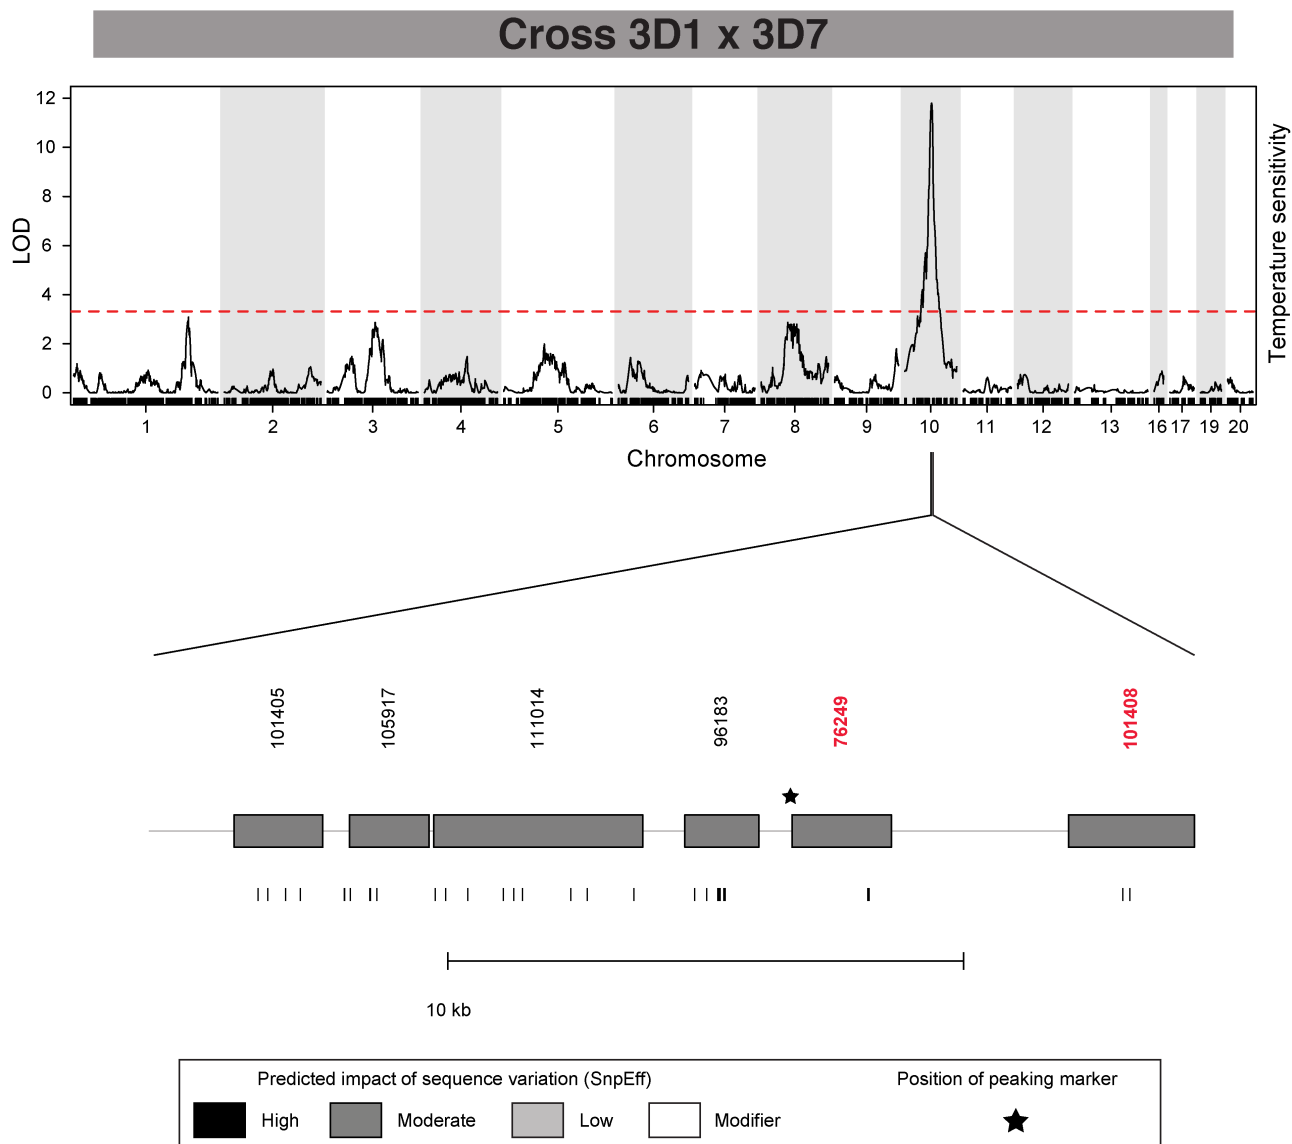 Cross 3D1 x 3D7
12
10
8
6
4
2
0
LOD
Temperature sensitivity
1 2 3 4 5 6 7 8 9 10 11 12 13 16 17 19 20
Chromosome
101405 105917 111014 96183 76249 101408
10 kb
Predicted impact of sequence variation (SnpEff) Position of peaking marker
High Moderate Low Modifier